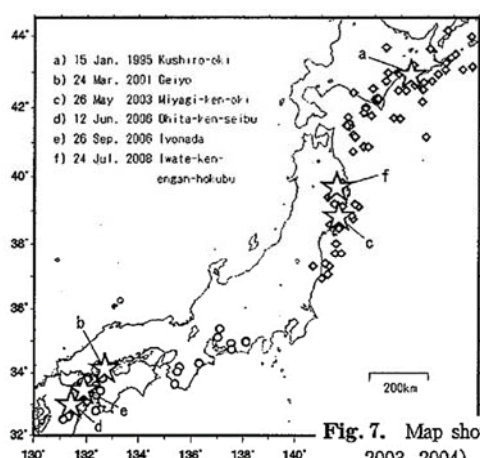 44°
42°
40°
38°
36°
34°
32°
a) 15 Jan. 1995 Kushiro-oki
b) 24 Mar. 2001 Geiyo
c) 26 May 2003 Miyagi-ken-oki
d) 12 Jun. 2006 Ohita-ken-seibu
e) 26 Sep. 2006 Iyonada
f) 24 Jul. 2008 Iwate-ken-
engan-hokubu
a
f
c
b
e
d
200km
130°
132°
134°
136°
138°
140°
Fig. 7. Map sho
2003, 2004)